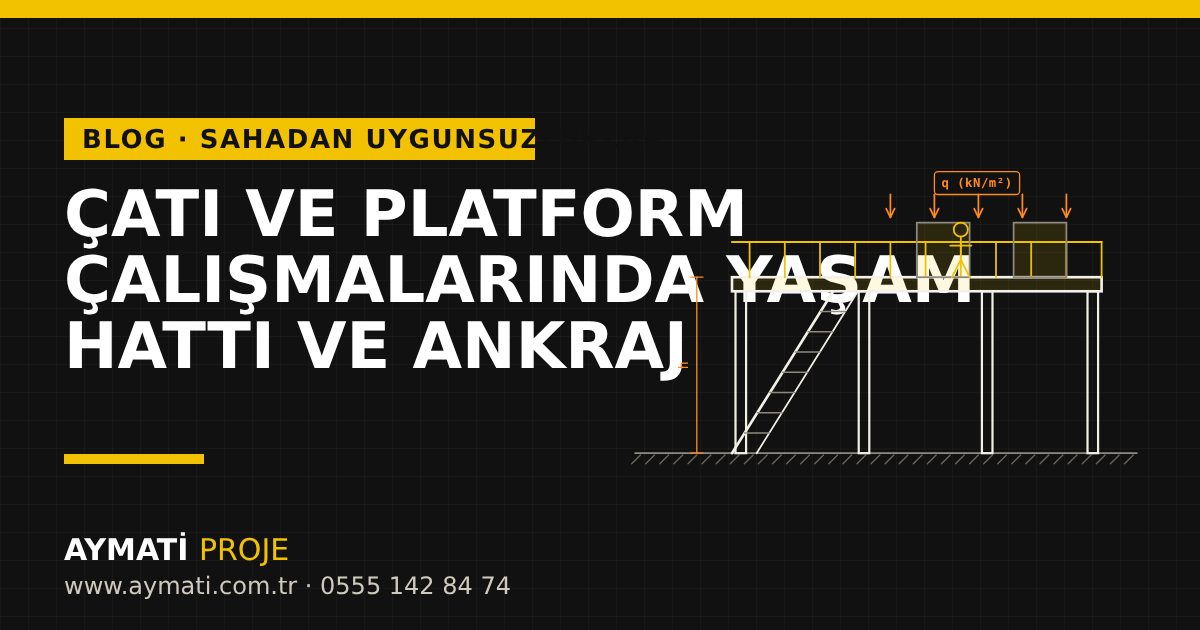 BLOG · SAHADAN UYGUNSUZ
ÇATI VE PLATFORM
ÇALIŞMALARINDA YAŞAM
HATTI VE ANKRAJ
q (kN/m²)
H
AYMATİ PROJE
www.aymati.com.tr · 0555 142 84 74